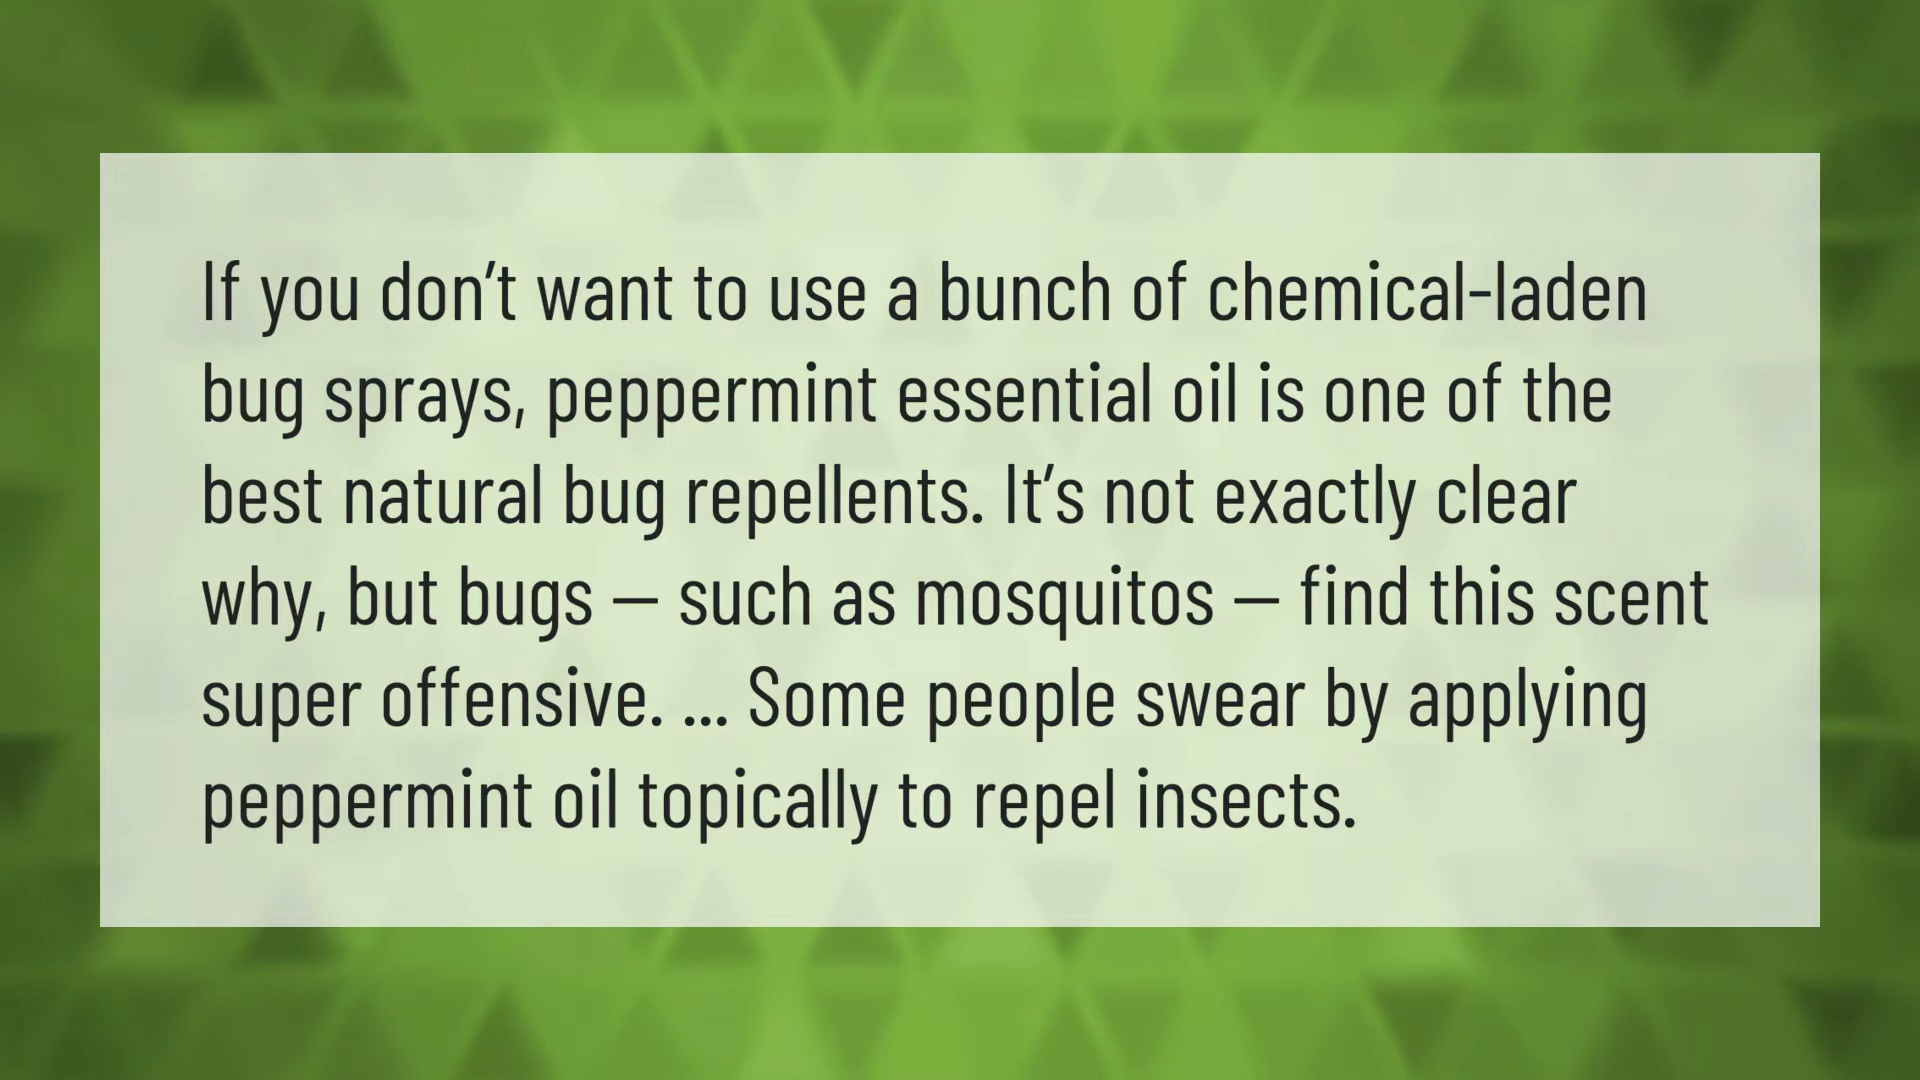 If you don’t want to use a bunch of chemical-laden
bug sprays, peppermint essential oil is one of the
best natural bug repellents. It’s not exactly clear
why, but bugs — such as mosquitos — find this scent
super offensive. ... Some people swear by applying
peppermint oil topically to repel insects.